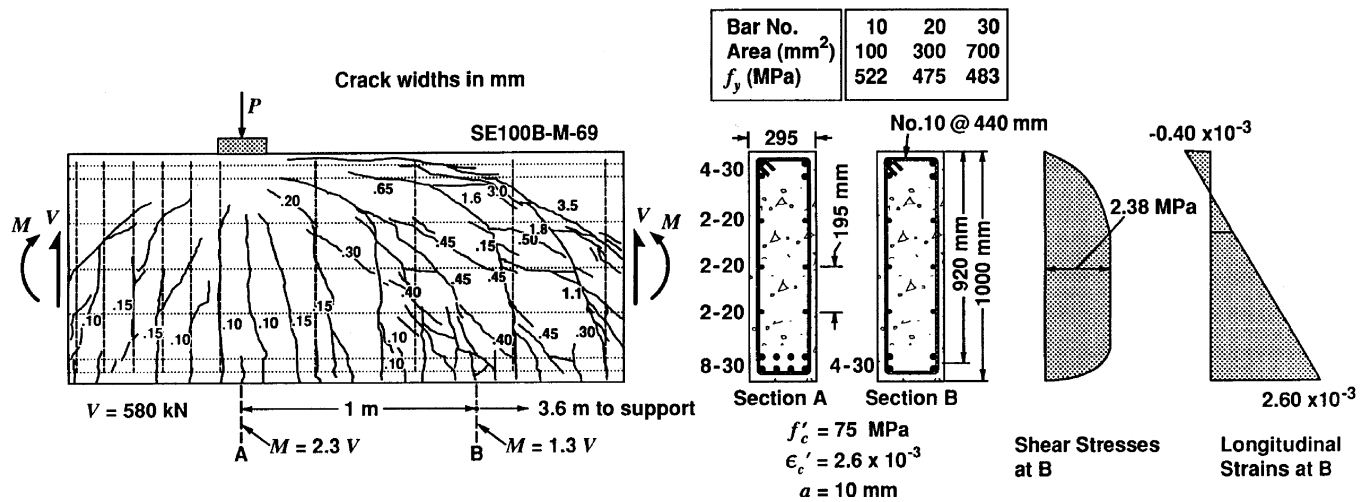 Bar No. 10 20 30
Area (mm²) 100 300 700
fy (MPa) 522 475 483
Crack widths in mm
P
SE100B-M-69
M V
V M
.20
.65
1.6
3.0
3.5
1.8
.50
.15
.45
.30
.45
.45
.40
1.1
.15
.15
.15
.15
.10
.10
.10
.10
.10
.10
.40
.45
.30
V = 580 kN
1 m
3.6 m to support
A
M = 2.3 V
B
M = 1.3 V
295
No.10 @ 440 mm
4-30
2-20
2-20
2-20
8-30
195 mm
4-30
920 mm
1000 mm
Section A
Section B
f'c = 75 MPa
ϵc' = 2.6 x 10⁻³
a = 10 mm
2.38 MPa
Shear Stresses
at B
-0.40 x10⁻³
2.60 x10⁻³
Longitudinal
Strains at B